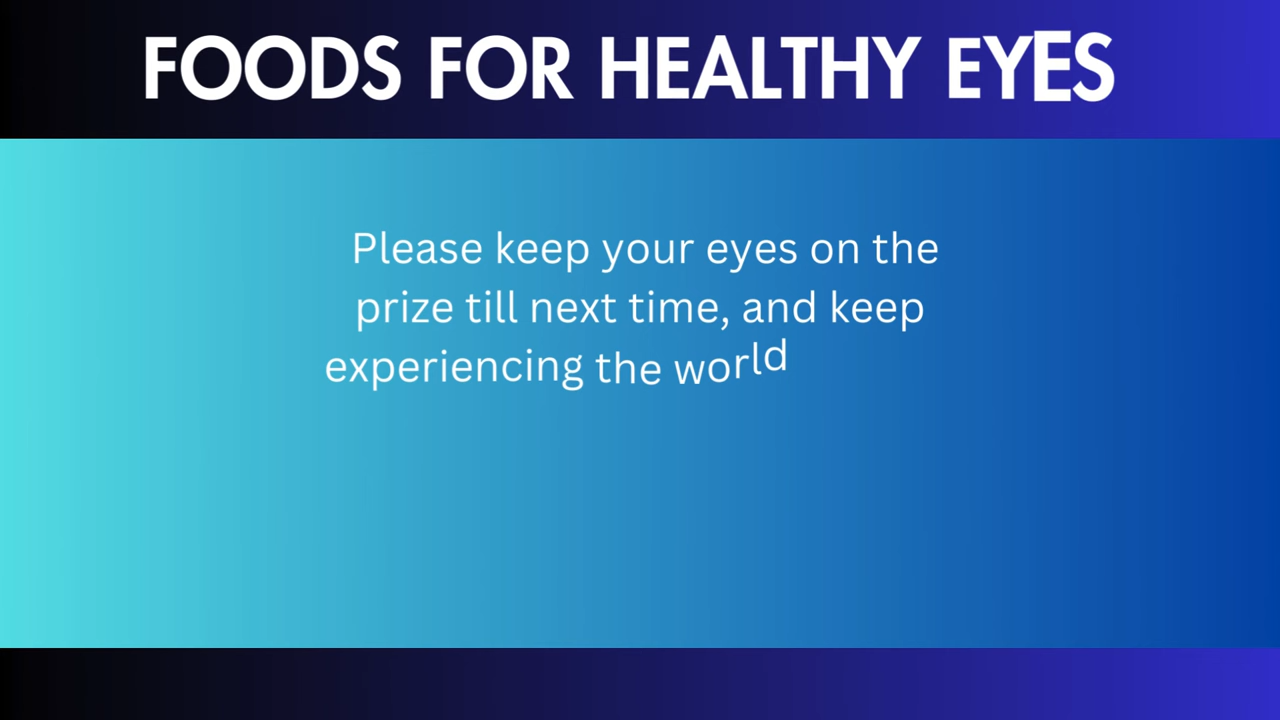 FOODS FOR HEALTHY EYES
Please keep your eyes on the
prize till next time, and keep
experiencing the world